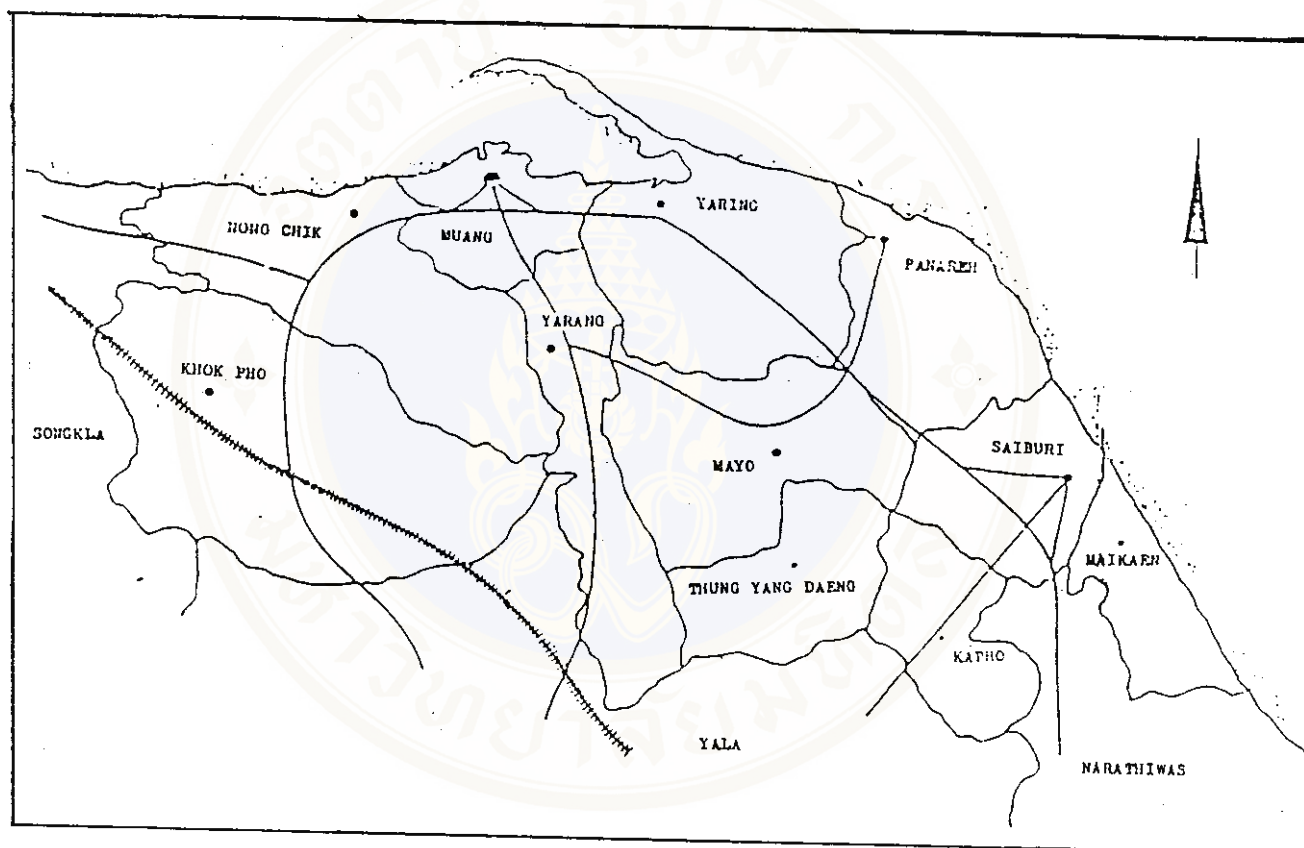 NONG CHIK
MUANG
YARING
PANAREH
YARANG
KHOK PHO
SONGKLA
MAYO
SAIBURI
MAIKAEN
THUNG YANG DAENG
KAPHO
YALA
NARATHIWAS